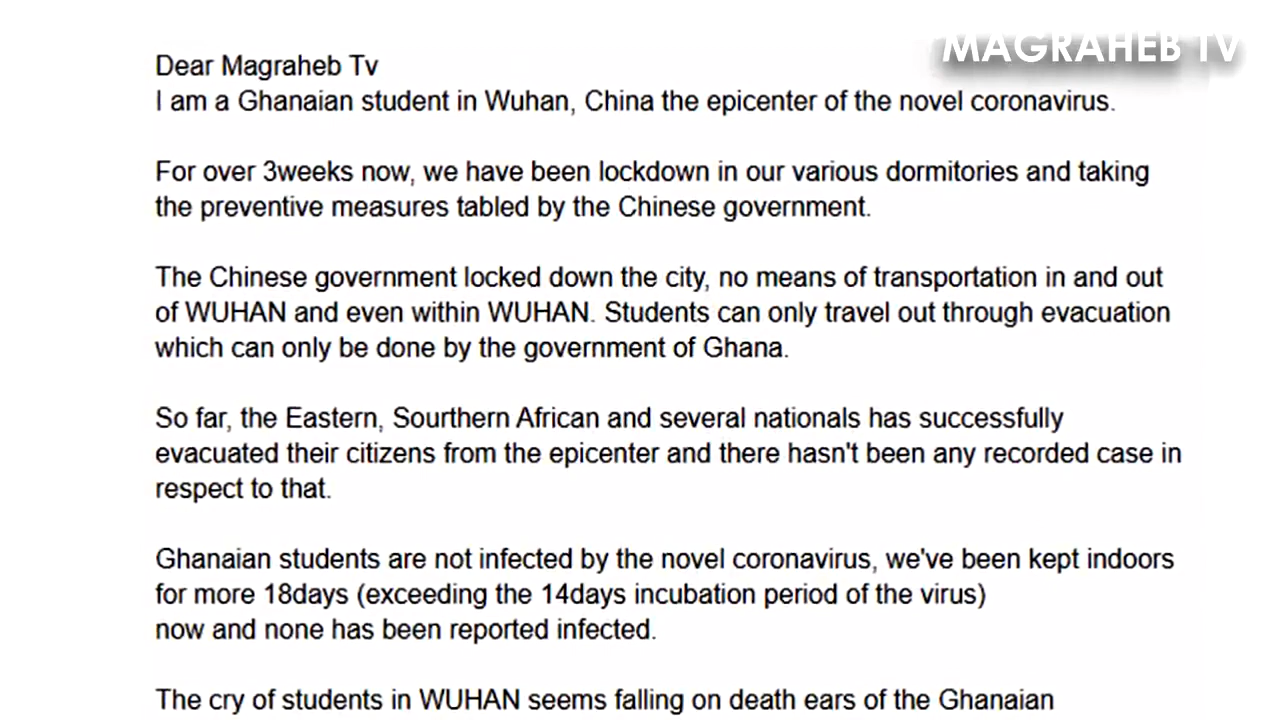 MAGRAHEB TV
Dear Magraheb Tv
I am a Ghanaian student in Wuhan, China the epicenter of the novel coronavirus.
For over 3weeks now, we have been lockdown in our various dormitories and taking
the preventive measures tabled by the Chinese government.
The Chinese government locked down the city, no means of transportation in and out
of WUHAN and even within WUHAN. Students can only travel out through evacuation
which can only be done by the government of Ghana.
So far, the Eastern, Sourthern African and several nationals has successfully
evacuated their citizens from the epicenter and there hasn't been any recorded case in
respect to that.
Ghanaian students are not infected by the novel coronavirus, we've been kept indoors
for more 18days (exceeding the 14days incubation period of the virus)
now and none has been reported infected.
The cry of students in WUHAN seems falling on death ears of the Ghanaian